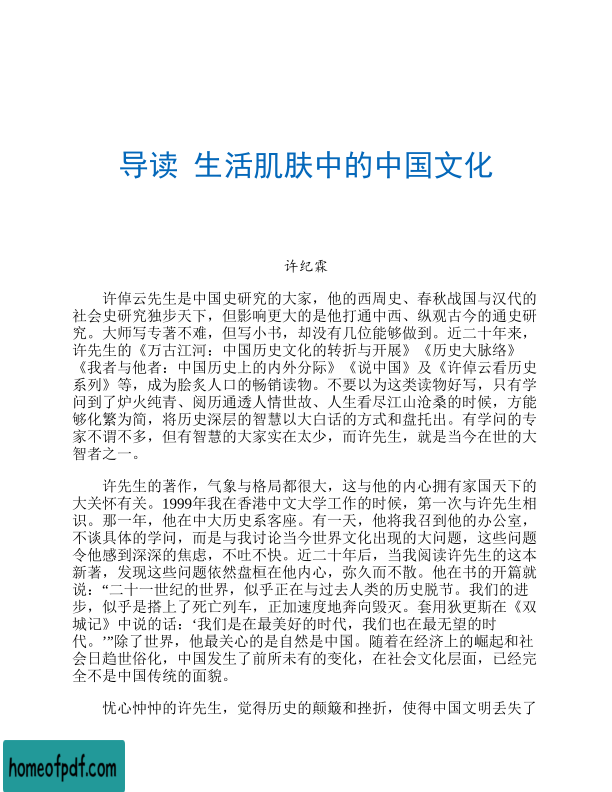 导读 生活肌肤中的中国文化
许纪霖
许倬云先生是中国史研究的大家，他的西周史、春秋战国与汉代的
社会史研究独步天下，但影响更大的是他打通中西、纵观古今的通史研
究。大师写专著不难，但写小书，却没有几位能够做到。近二十年来，
许先生的《万古江河：中国历史文化的转折与开展》《历史大脉络》
《我者与他者：中国历史上的内外分际》《说中国》及《许倬云看历史
系列》等，成为脍炙人口的畅销读物。不要以为这类读物好写，只有学
问到了炉火纯青、阅历通透人情世故、人生看尽江山沧桑的时候，方能
够化繁为简，将历史深层的智慧以大白话的方式和盘托出。有学问的专
家不谓不多，但有智慧的大家实在太少，而许先生，就是当今在世的大
智者之一。
许先生的著作，气象与格局都很大，这与他的内心拥有家国天下的
大关怀有关。1999年我在香港中文大学工作的时候，第一次与许先生相
识。那一年，他在中大历史系客座。有一天，他将我召到他的办公室，
不谈具体的学问，而是与我讨论当今世界文化出现的大问题，这些问题
令他感到深深的焦虑，不吐不快。近二十年后，当我阅读许先生的这本
新著，发现这些问题依然盘桓在他内心，弥久而不散。他在书的开篇就
说：“二十一世纪的世界，似乎正在与过去人类的历史脱节。我们的进
步，似乎是搭上了死亡列车，正加速度地奔向毁灭。套用狄更斯在《双
城记》中说的话：‘我们是在最美好的时代，我们也在最无望的时
代。’”除了世界，他最关心的是自然是中国。随着在经济上的崛起和社
会日趋世俗化，中国发生了前所未有的变化，在社会文化层面，已经完
全不是中国传统的面貌。
忧心忡忡的许先生，觉得历史的颠簸和挫折，使得中国文明丢失了
homeofpdf.com